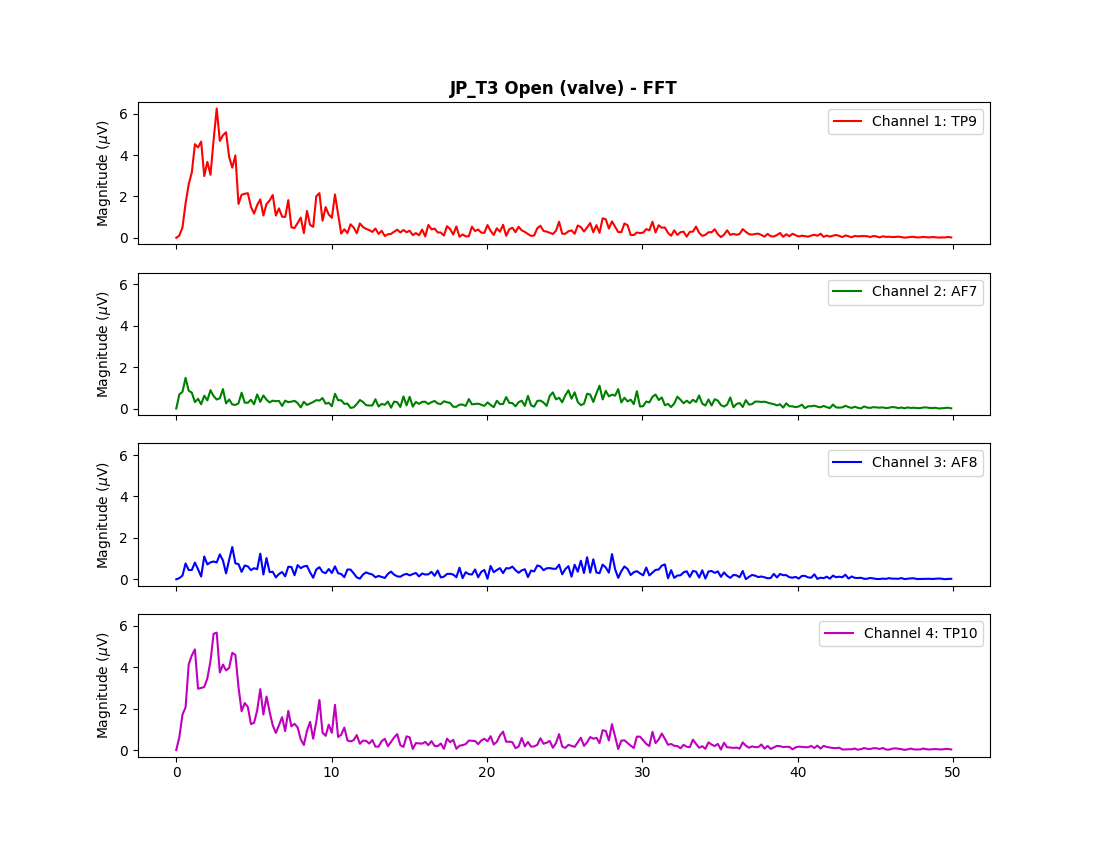 JP_T3 Open (valve) - FFT
Magnitude (μV)
6
4
2
0
Channel 1: TP9
Magnitude (μV)
6
4
2
0
Channel 2: AF7
Magnitude (μV)
6
4
2
0
Channel 3: AF8
Magnitude (μV)
6
4
2
0
Channel 4: TP10
0 10 20 30 40 50